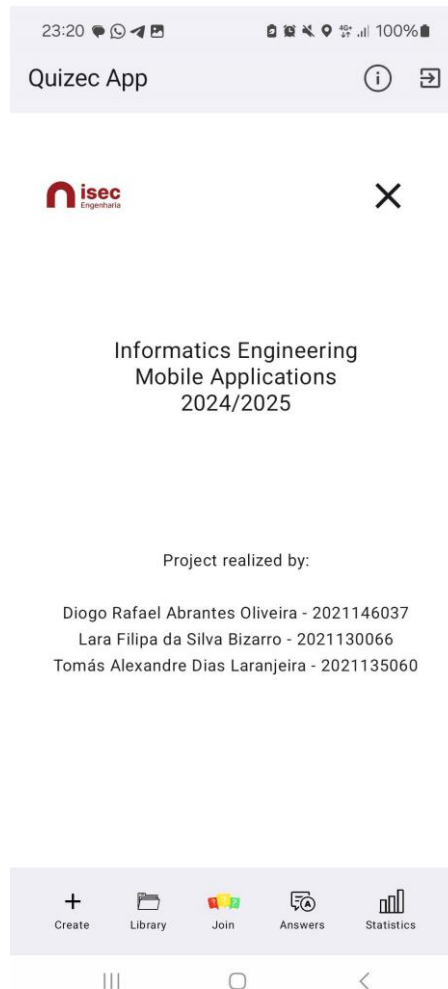 23:20 4G+ 100%
Quizec App
isec
Engenharia
Informatics Engineering
Mobile Applications
2024/2025
Project realized by:
Diogo Rafael Abrantes Oliveira - 2021146037
Lara Filipa da Silva Bizarro - 2021130066
Tomás Alexandre Dias Laranjeira - 2021135060
Create Library Join Answers Statistics